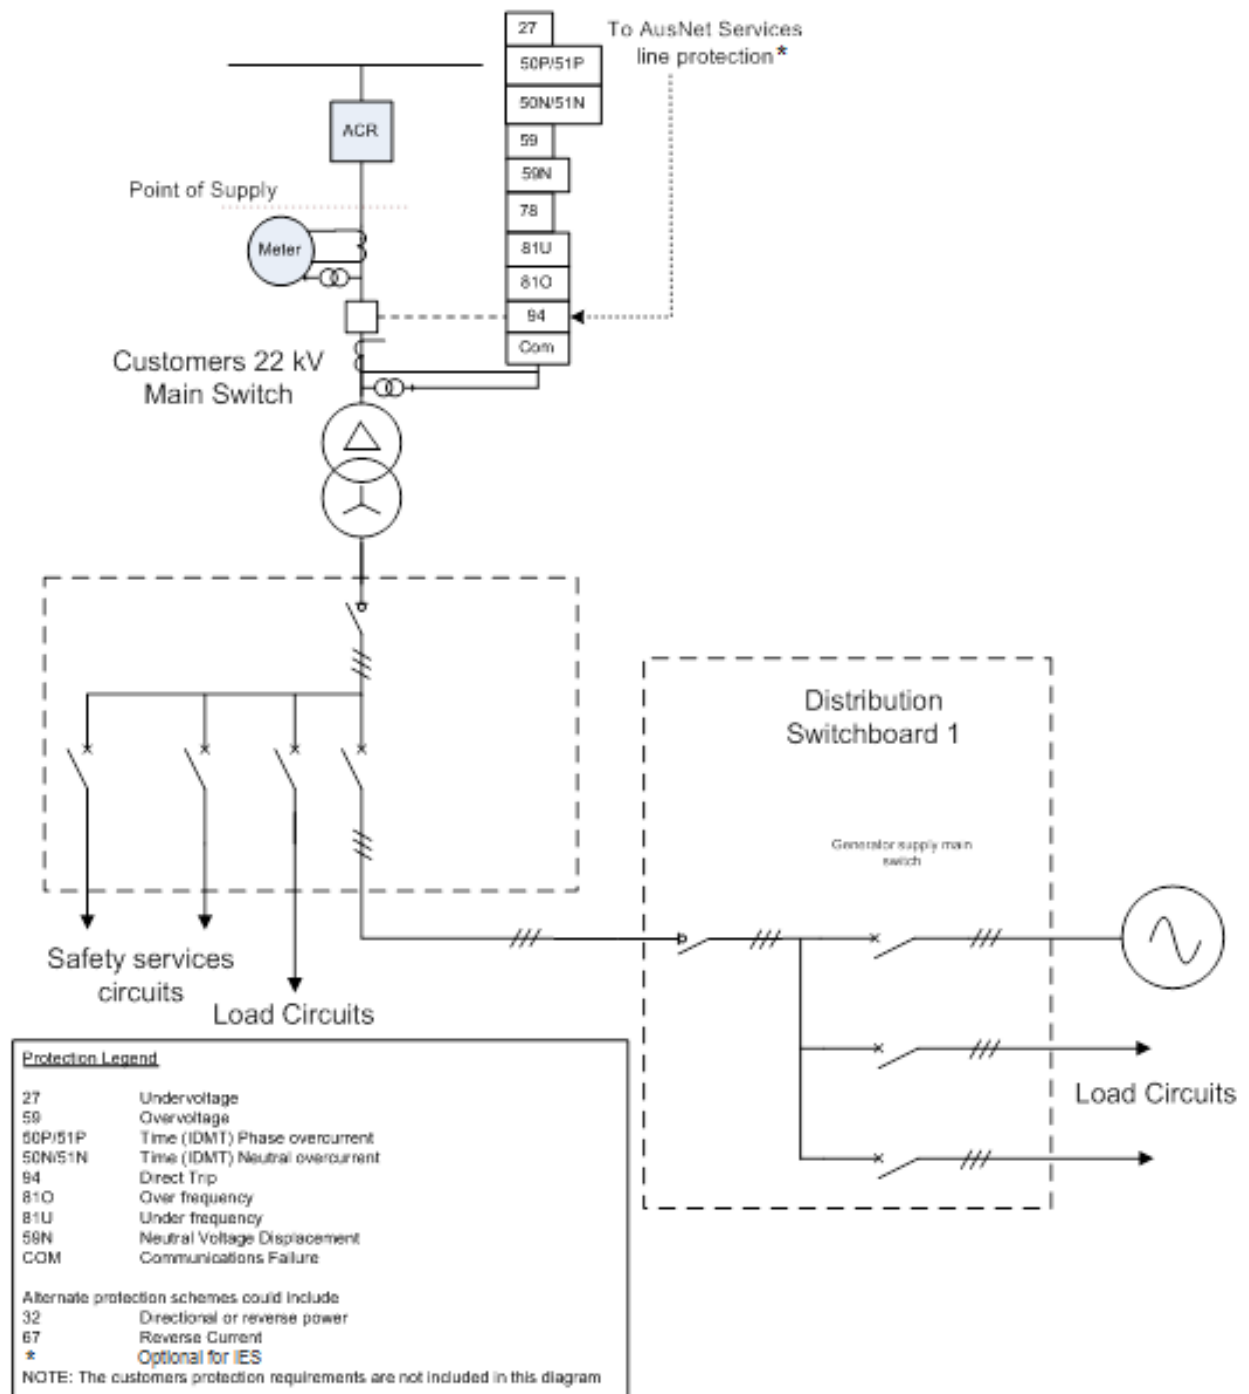 27
To AusNet Services
line protection*
50P/51P
50N/51N
ACR
59
59N
Point of Supply
78
Meter
81U
81O
94
Com
Customers 22 kV
Main Switch
Distribution
Switchboard 1
Generator supply main
switch
Safety services
circuits
Load Circuits
Load Circuits
Protection Legend
27 Undervoltage
59 Overvoltage
50P/51P Time (IDMT) Phase overcurrent
50N/51N Time (IDMT) Neutral overcurrent
94 Direct Trip
81O Over frequency
81U Under frequency
59N Neutral Voltage Displacement
COM Communications Failure
Alternate protection schemes could include
32 Directional or reverse power
67 Reverse Current
* Optional for IES
NOTE: The customers protection requirements are not included in this diagram